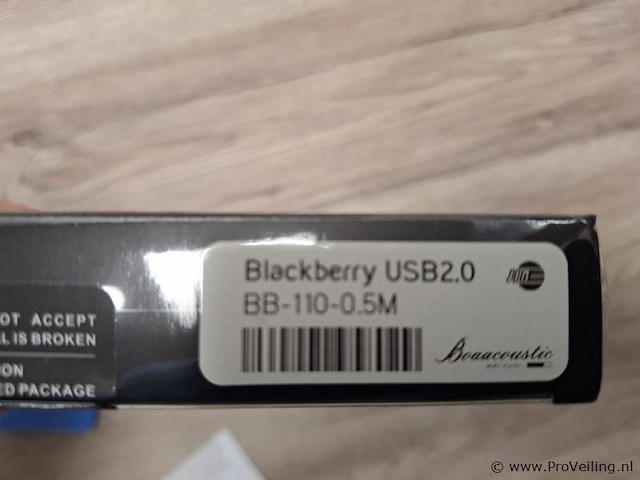 Blackberry USB2.0
BB-110-0.5M
Boaacoustic
OT ACCEPT
L IS BROKEN
ON
ED PACKAGE
© www.ProVeiling.nl